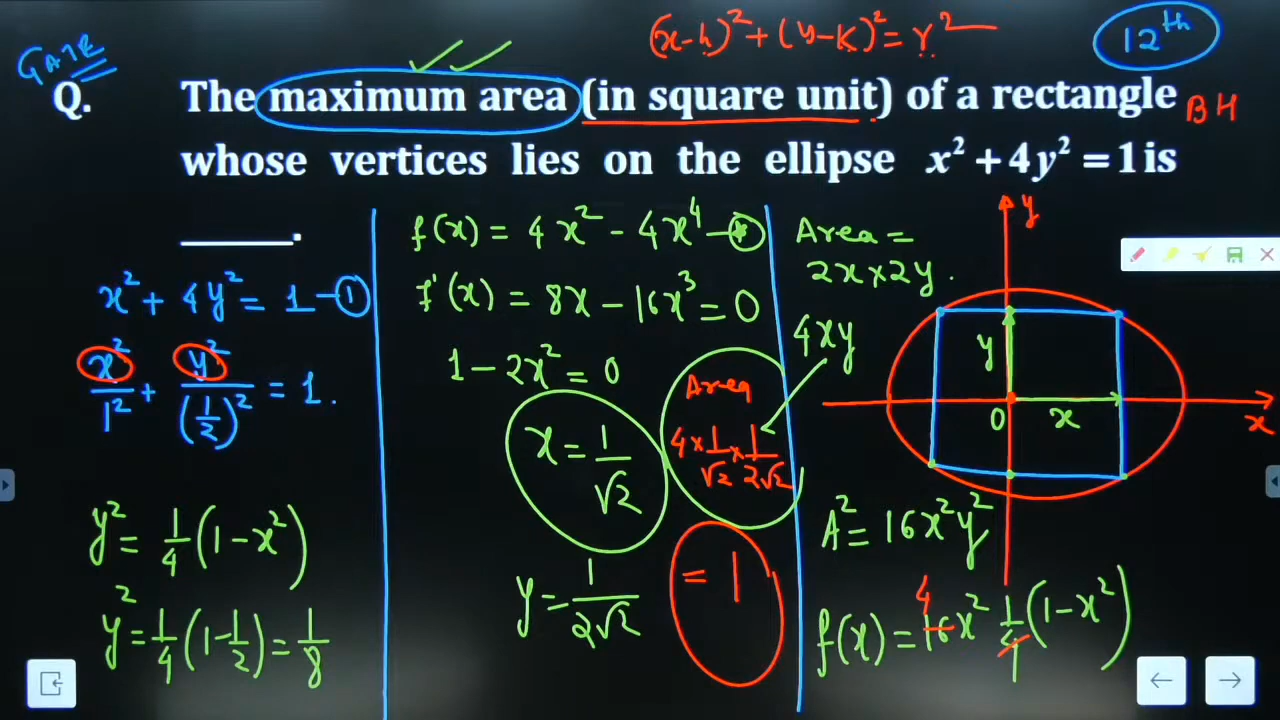 GATE
(x-h)² + (y-k)² = r²
12th
Q. The maximum area (in square unit) of a rectangle
BH
whose vertices lies on the ellipse x² + 4y² = 1 is
______.
x² + 4y² = 1 - ①
x²/1² + y²/(1/2)² = 1.
y² = 1/4 (1-x²)
y² = 1/4 (1-1/2) = 1/8
f(x) = 4x² - 4x⁴ - *
f'(x) = 8x - 16x³ = 0
1 - 2x² = 0
x = 1/√2
y = 1/2√2
Area
4 × 1/√2 × 1/2√2
= 1
Area =
2x × 2y.
4xy
y
y
O
x
x
A² = 16x²y²
4
f(x) = 16x² 1/4 (1-x²)
1